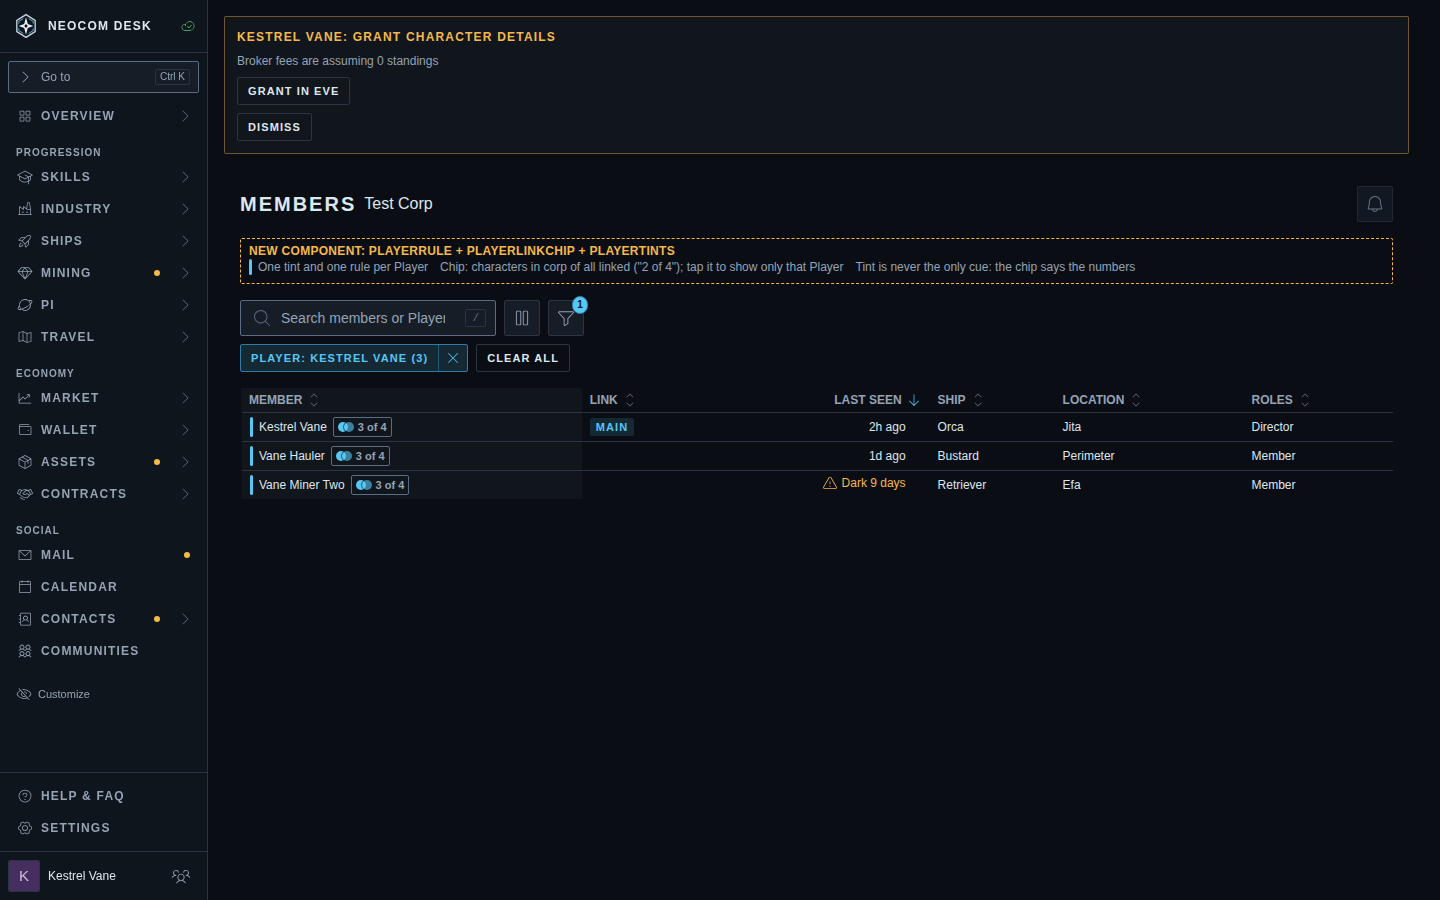 NEOCOM DESK
Go to
Ctrl K
OVERVIEW
PROGRESSION
SKILLS
INDUSTRY
SHIPS
MINING
PI
TRAVEL
ECONOMY
MARKET
WALLET
ASSETS
CONTRACTS
SOCIAL
MAIL
CALENDAR
CONTACTS
COMMUNITIES
Customize
HELP & FAQ
SETTINGS
K Kestrel Vane
KESTREL VANE: GRANT CHARACTER DETAILS
Broker fees are assuming 0 standings
GRANT IN EVE
DISMISS
MEMBERS Test Corp
NEW COMPONENT: PLAYERRULE + PLAYERLINKCHIP + PLAYERTINTS
One tint and one rule per Player Chip: characters in corp of all linked ("2 of 4"); tap it to show only that Player Tint is never the only cue: the chip says the numbers
Search members or Player /
1
PLAYER: KESTREL VANE (3) CLEAR ALL
MEMBER LINK LAST SEEN SHIP LOCATION ROLES
Kestrel Vane 3 of 4 MAIN 2h ago Orca Jita Director
Vane Hauler 3 of 4 1d ago Bustard Perimeter Member
Vane Miner Two 3 of 4 Dark 9 days Retriever Efa Member